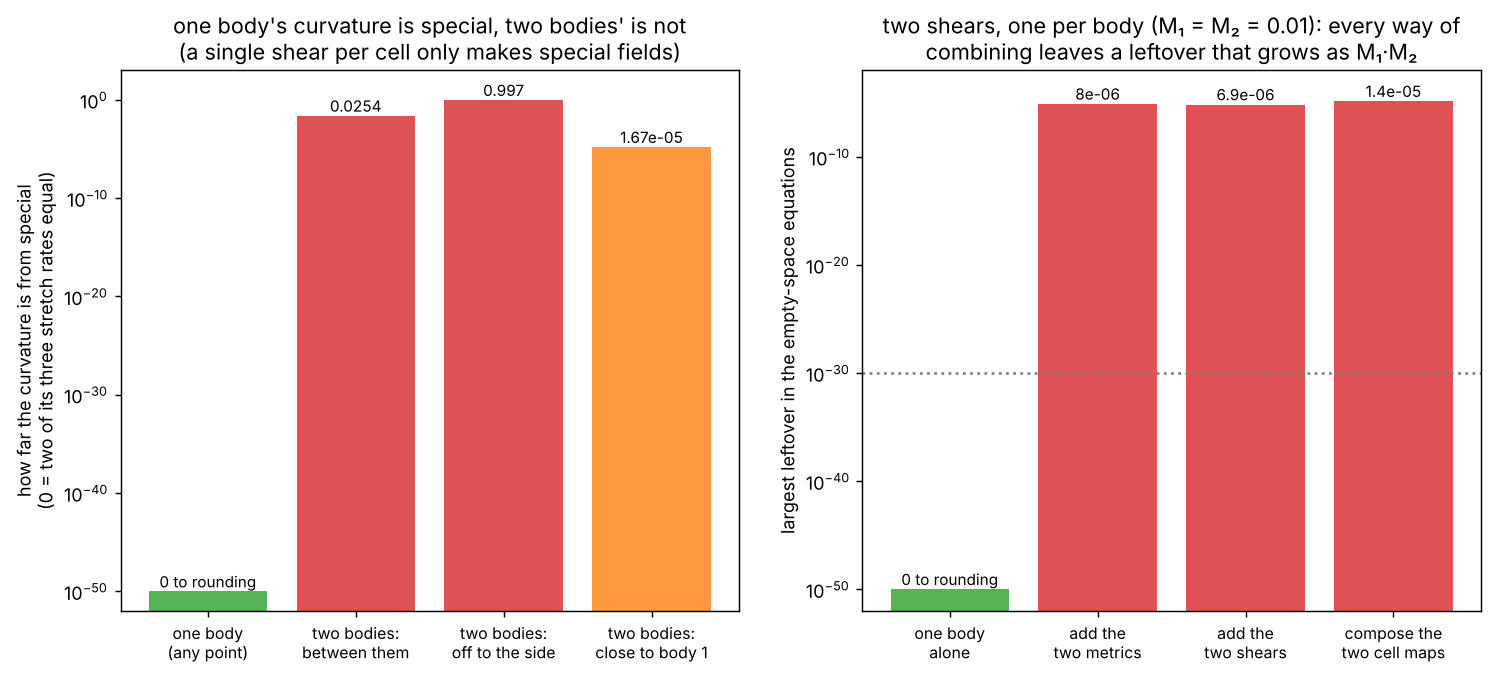 one body's curvature is special, two bodies' is not
(a single shear per cell only makes special fields)
how far the curvature is from special
(0 = two of its three stretch rates equal)
10⁰
10⁻¹⁰
10⁻²⁰
10⁻³⁰
10⁻⁴⁰
10⁻⁵⁰
0 to rounding
0.0254
0.997
1.67e-05
one body
(any point)
two bodies:
between them
two bodies:
off to the side
two bodies:
close to body 1
two shears, one per body (M₁ = M₂ = 0.01): every way of
combining leaves a leftover that grows as M₁·M₂
largest leftover in the empty-space equations
10⁻¹⁰
10⁻²⁰
10⁻³⁰
10⁻⁴⁰
10⁻⁵⁰
0 to rounding
8e-06
6.9e-06
1.4e-05
one body
alone
add the
two metrics
add the
two shears
compose the
two cell maps